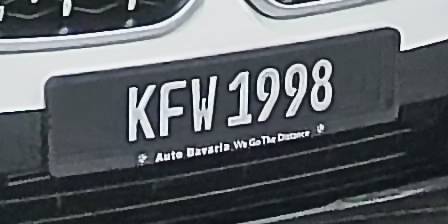 KFW 1998
Auto Bavaria We Go The Distance